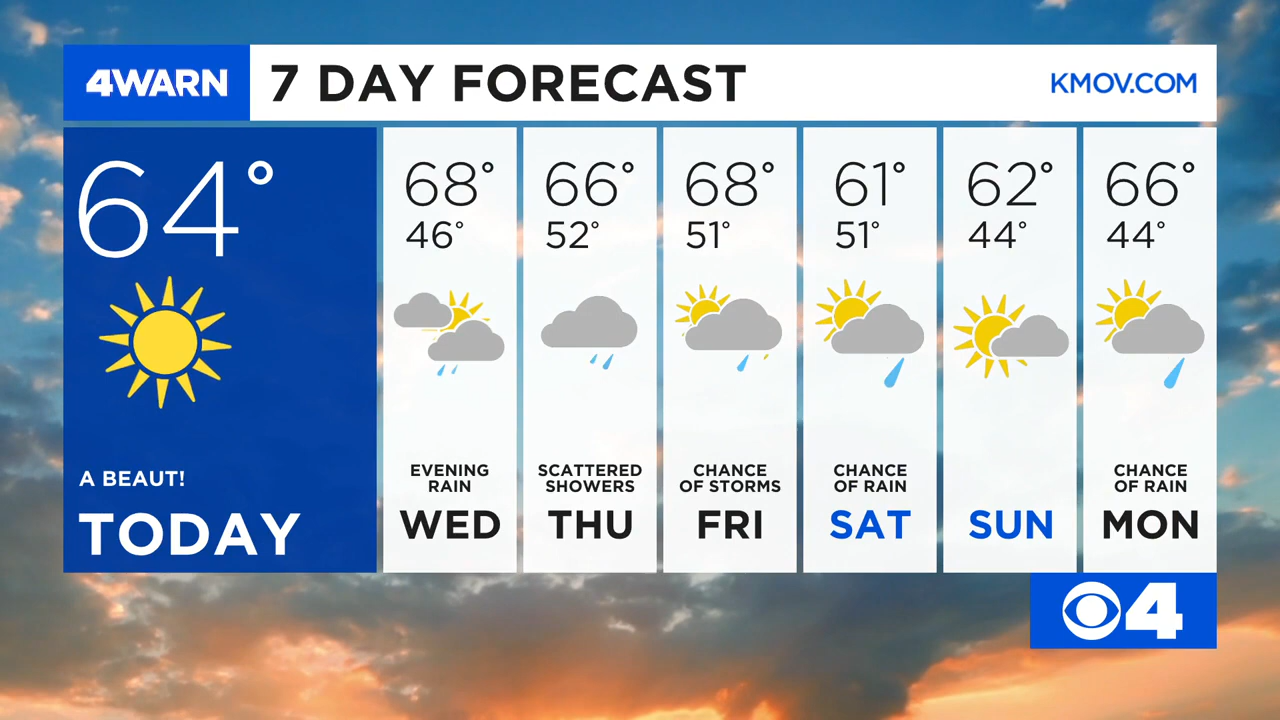 4WARN
7 DAY FORECAST
KMOV.COM
64°
A BEAUT!
TODAY
68°
46°
EVENING
RAIN
WED
66°
52°
SCATTERED
SHOWERS
THU
68°
51°
CHANCE
OF STORMS
FRI
61°
51°
CHANCE
OF RAIN
SAT
62°
44°
SUN
66°
44°
CHANCE
OF RAIN
MON
4